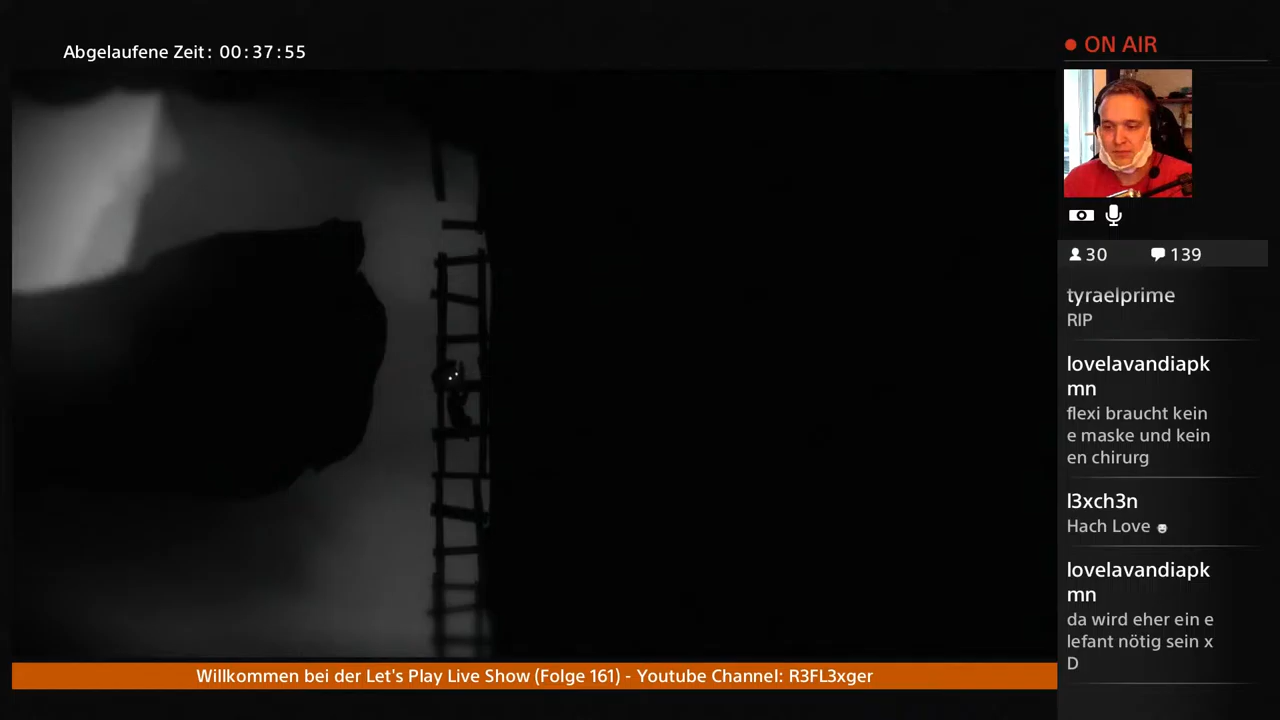 Abgelaufene Zeit: 00:37:55
ON AIR
30 139
tyraelprime
RIP
lovelavandiapk
mn
flexi braucht kein
e maske und kein
en chirurg
l3xch3n
Hach Love
lovelavandiapk
mn
da wird eher ein e
lefant nötig sein x
D
Willkommen bei der Let's Play Live Show (Folge 161) - Youtube Channel: R3FL3xger